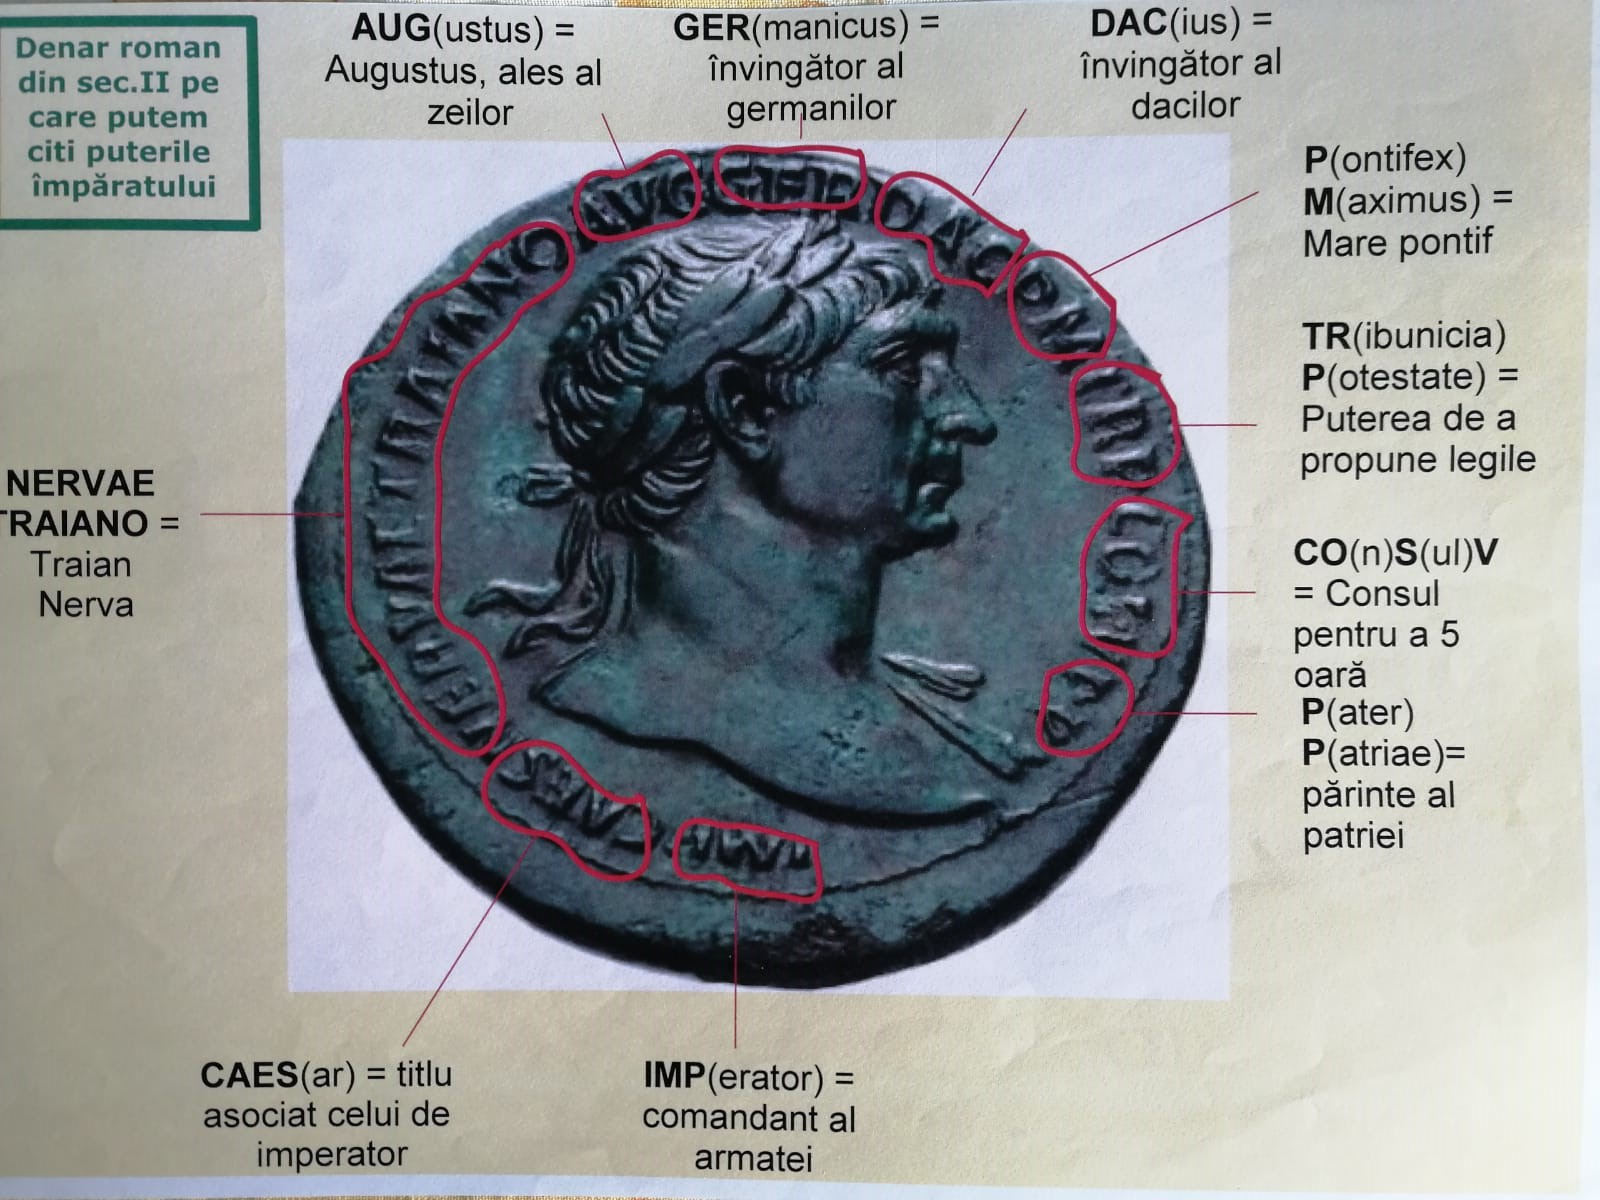 Denar roman
din sec.II pe
care putem
citi puterile
împăratului
AUG(ustus) =
Augustus, ales al
zeilor
GER(manicus) =
învingător al
germanilor
DAC(ius) =
învingător al
dacilor
P(ontifex)
M(aximus) =
Mare pontif
TR(ibunicia)
P(otestate) =
Puterea de a
propune legile
CO(n)S(ul)V
= Consul
pentru a 5
oară
P(ater)
P(atriae)=
părinte al
patriei
NERVAE
TRAIANO =
Traian
Nerva
CAES(ar) = titlu
asociat celui de
imperator
IMP(erator) =
comandant al
armatei